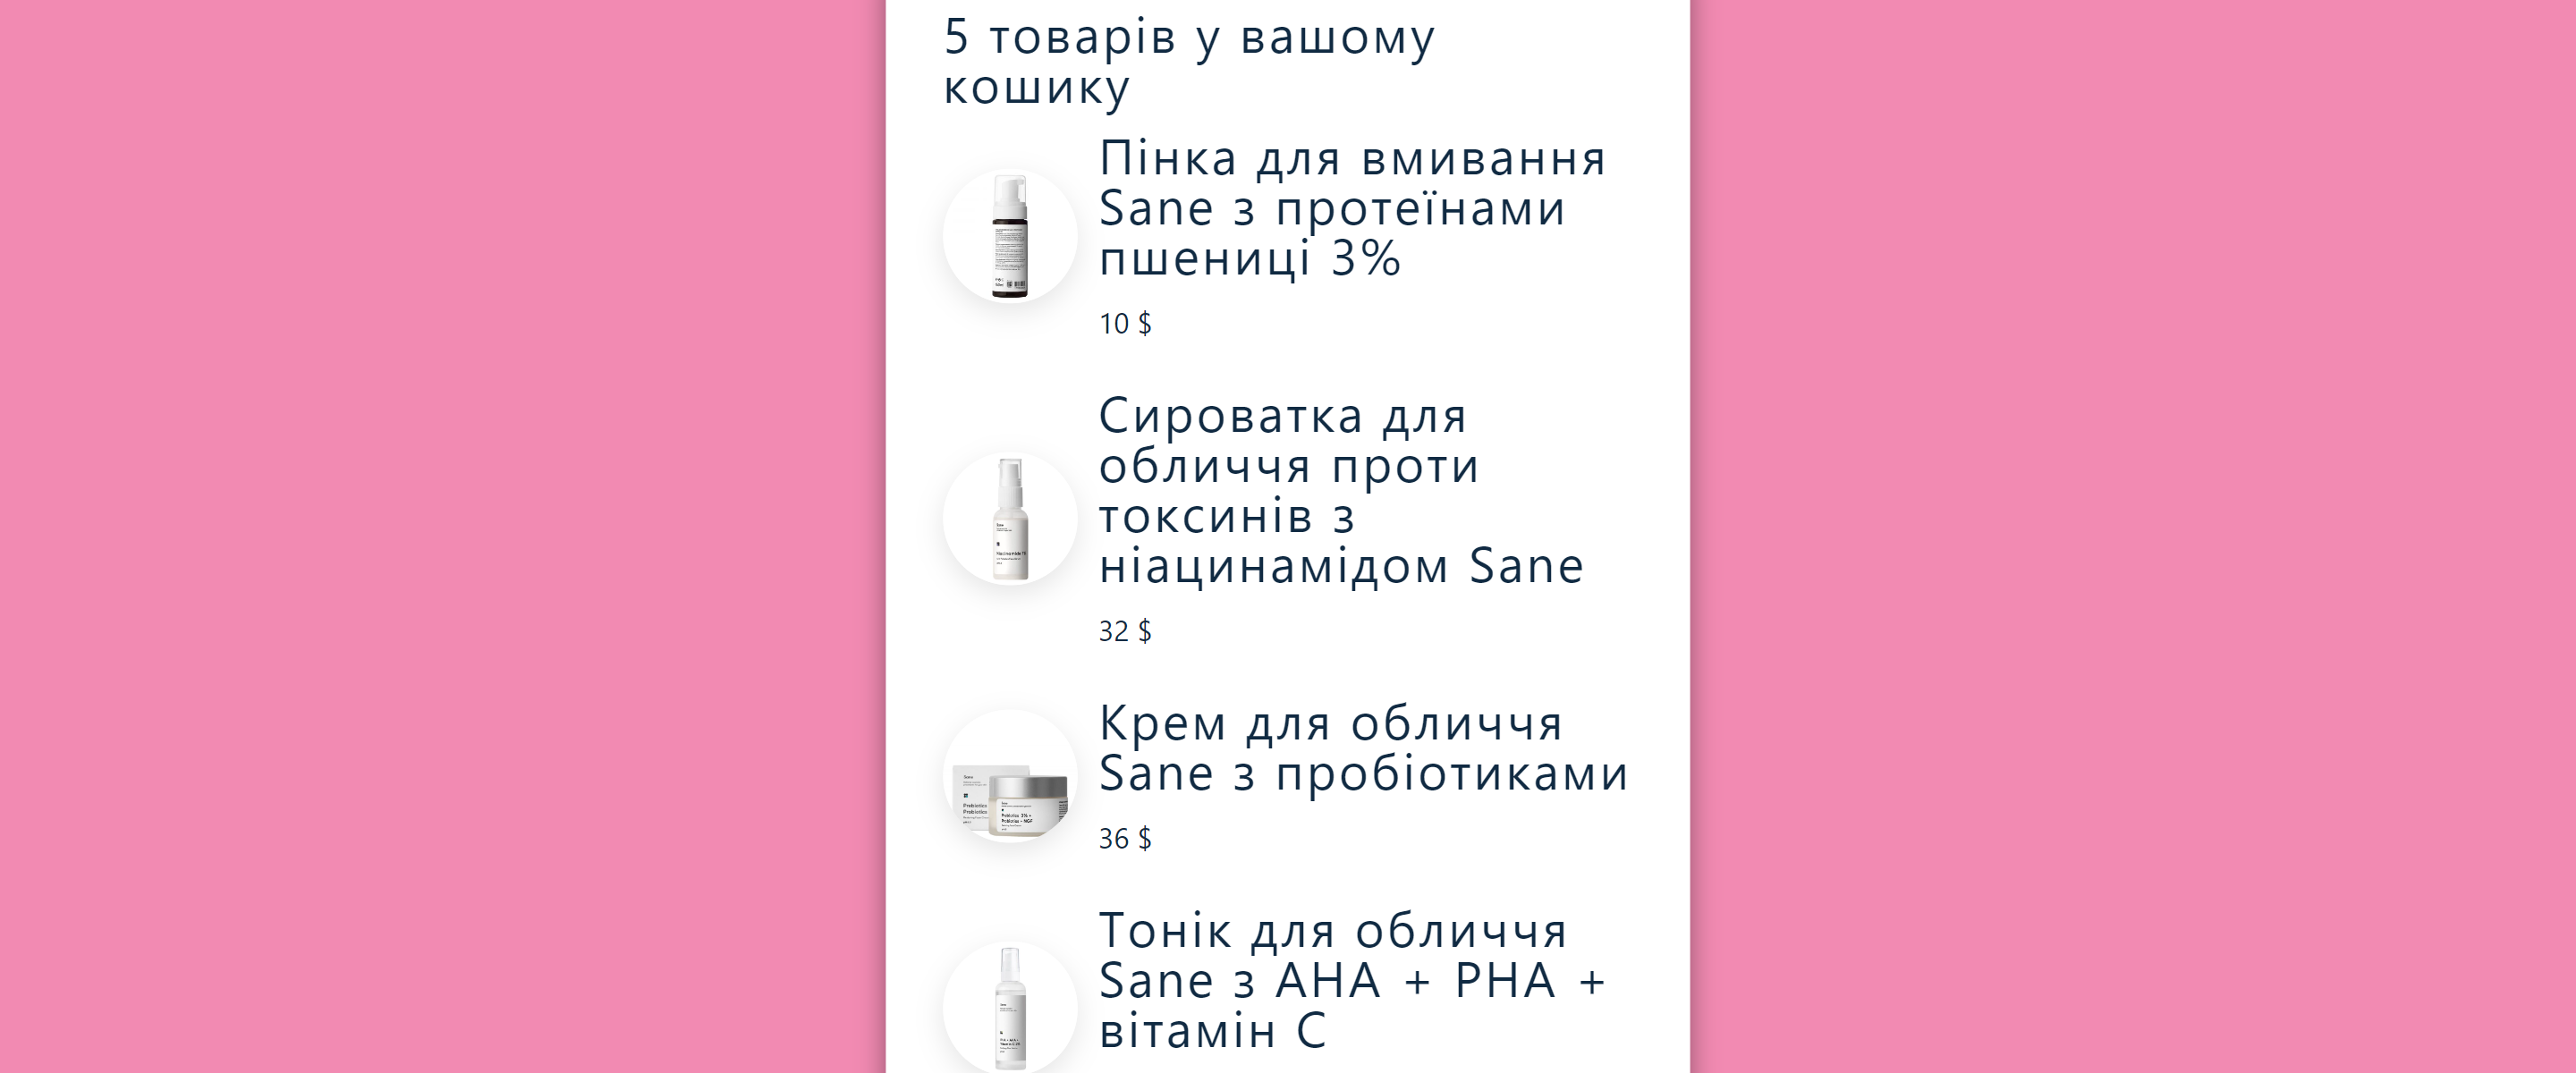 5 товарів у вашому
кошику
Пінка для вмивання
Sane з протеїнами
пшениці 3%
10 $
Сироватка для
обличчя проти
токсинів з
ніацинамідом Sane
32 $
Крем для обличчя
Sane з пробіотиками
36 $
Тонік для обличчя
Sane з AHA + PHA +
вітамін С